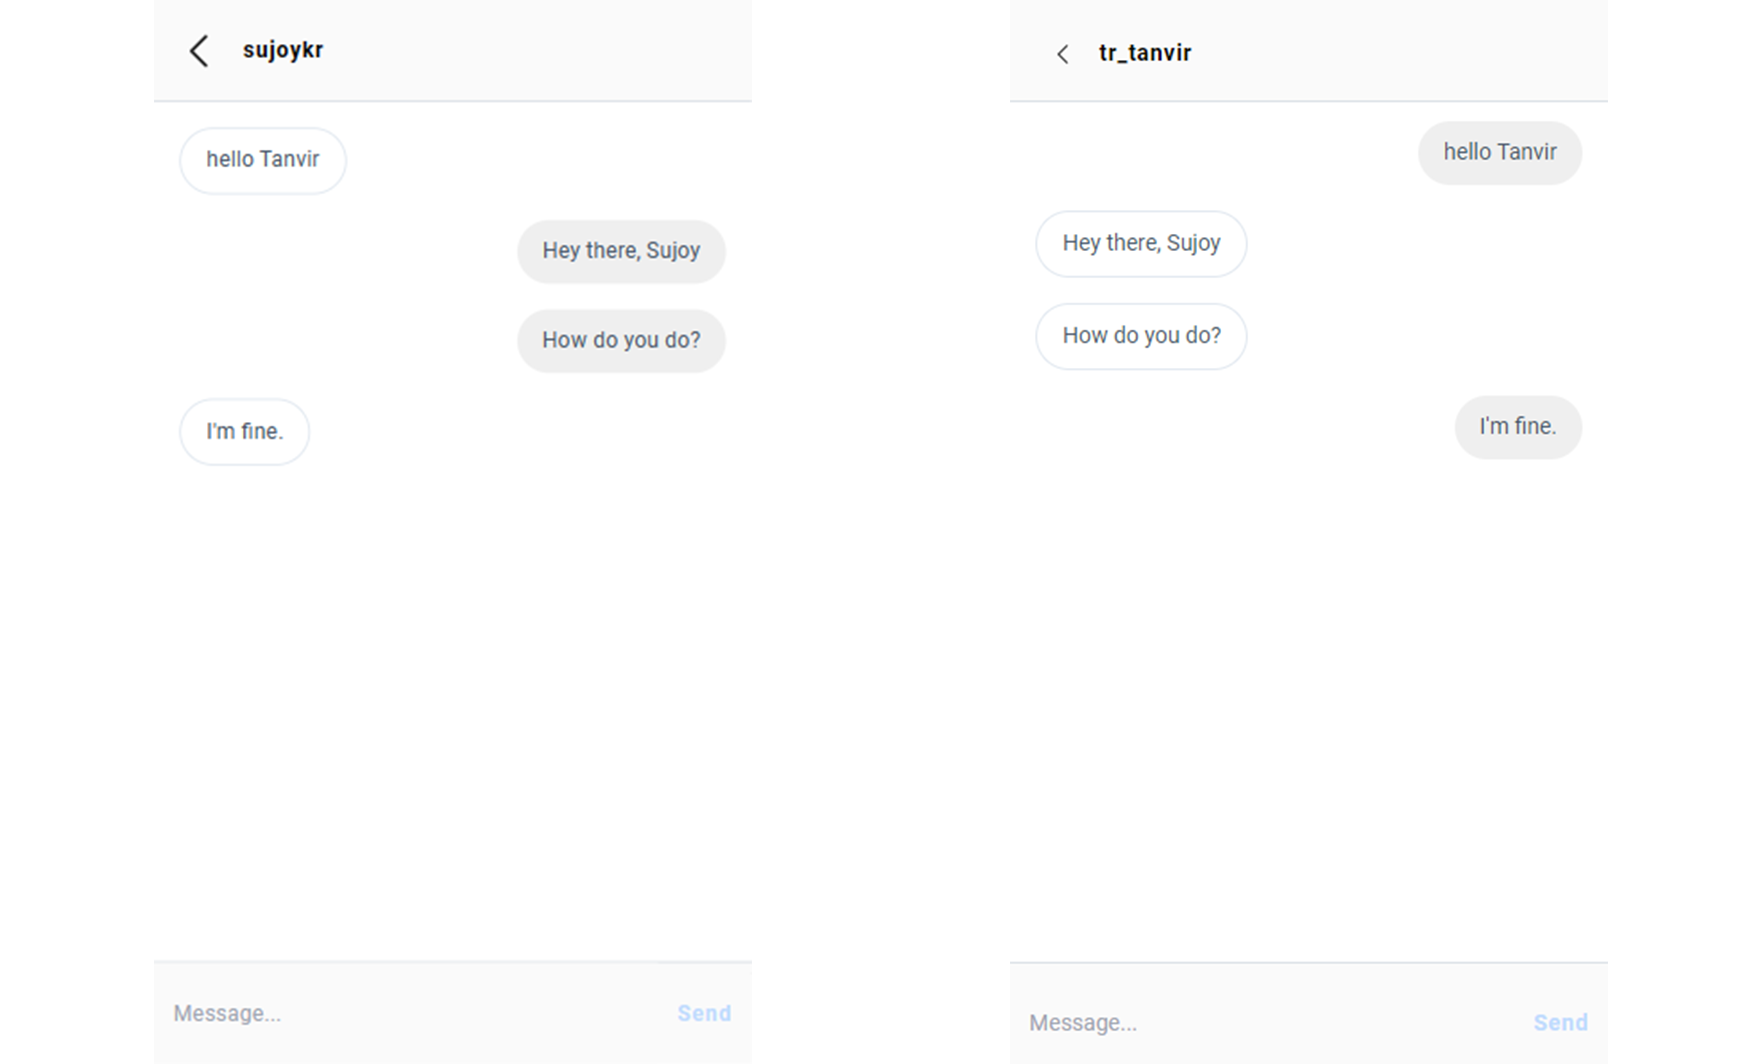 sujoykr
hello Tanvir
Hey there, Sujoy
How do you do?
I'm fine.
Message...
Send
tr_tanvir
hello Tanvir
Hey there, Sujoy
How do you do?
I'm fine.
Message...
Send